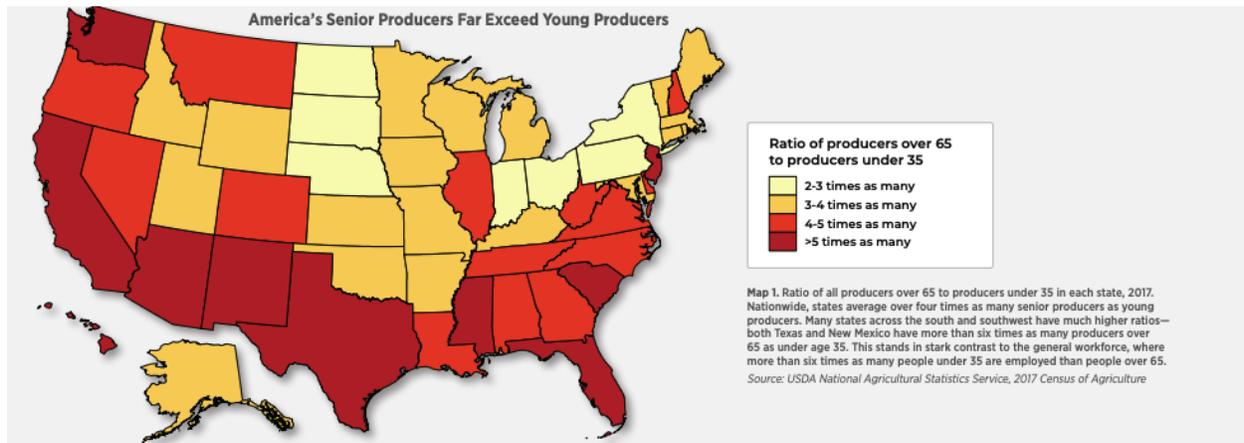 America's Senior Producers Far Exceed Young Producers
Ratio of producers over 65
to producers under 35
2-3 times as many
3-4 times as many
4-5 times as many
>5 times as many
Map 1. Ratio of all producers over 65 to producers under 35 in each state, 2017.
Nationwide, states average over four times as many senior producers as young
producers. Many states across the south and southwest have much higher ratios—
both Texas and New Mexico have more than six times as many producers over
65 as under age 35. This stands in stark contrast to the general workforce, where
more than six times as many people under 35 are employed than people over 65.
Source: USDA National Agricultural Statistics Service, 2017 Census of Agriculture